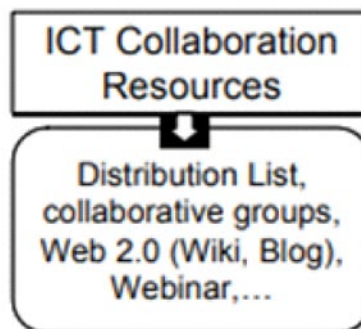 ICT Collaboration
Resources
Distribution List,
collaborative groups,
Web 2.0 (Wiki, Blog),
Webinar,...